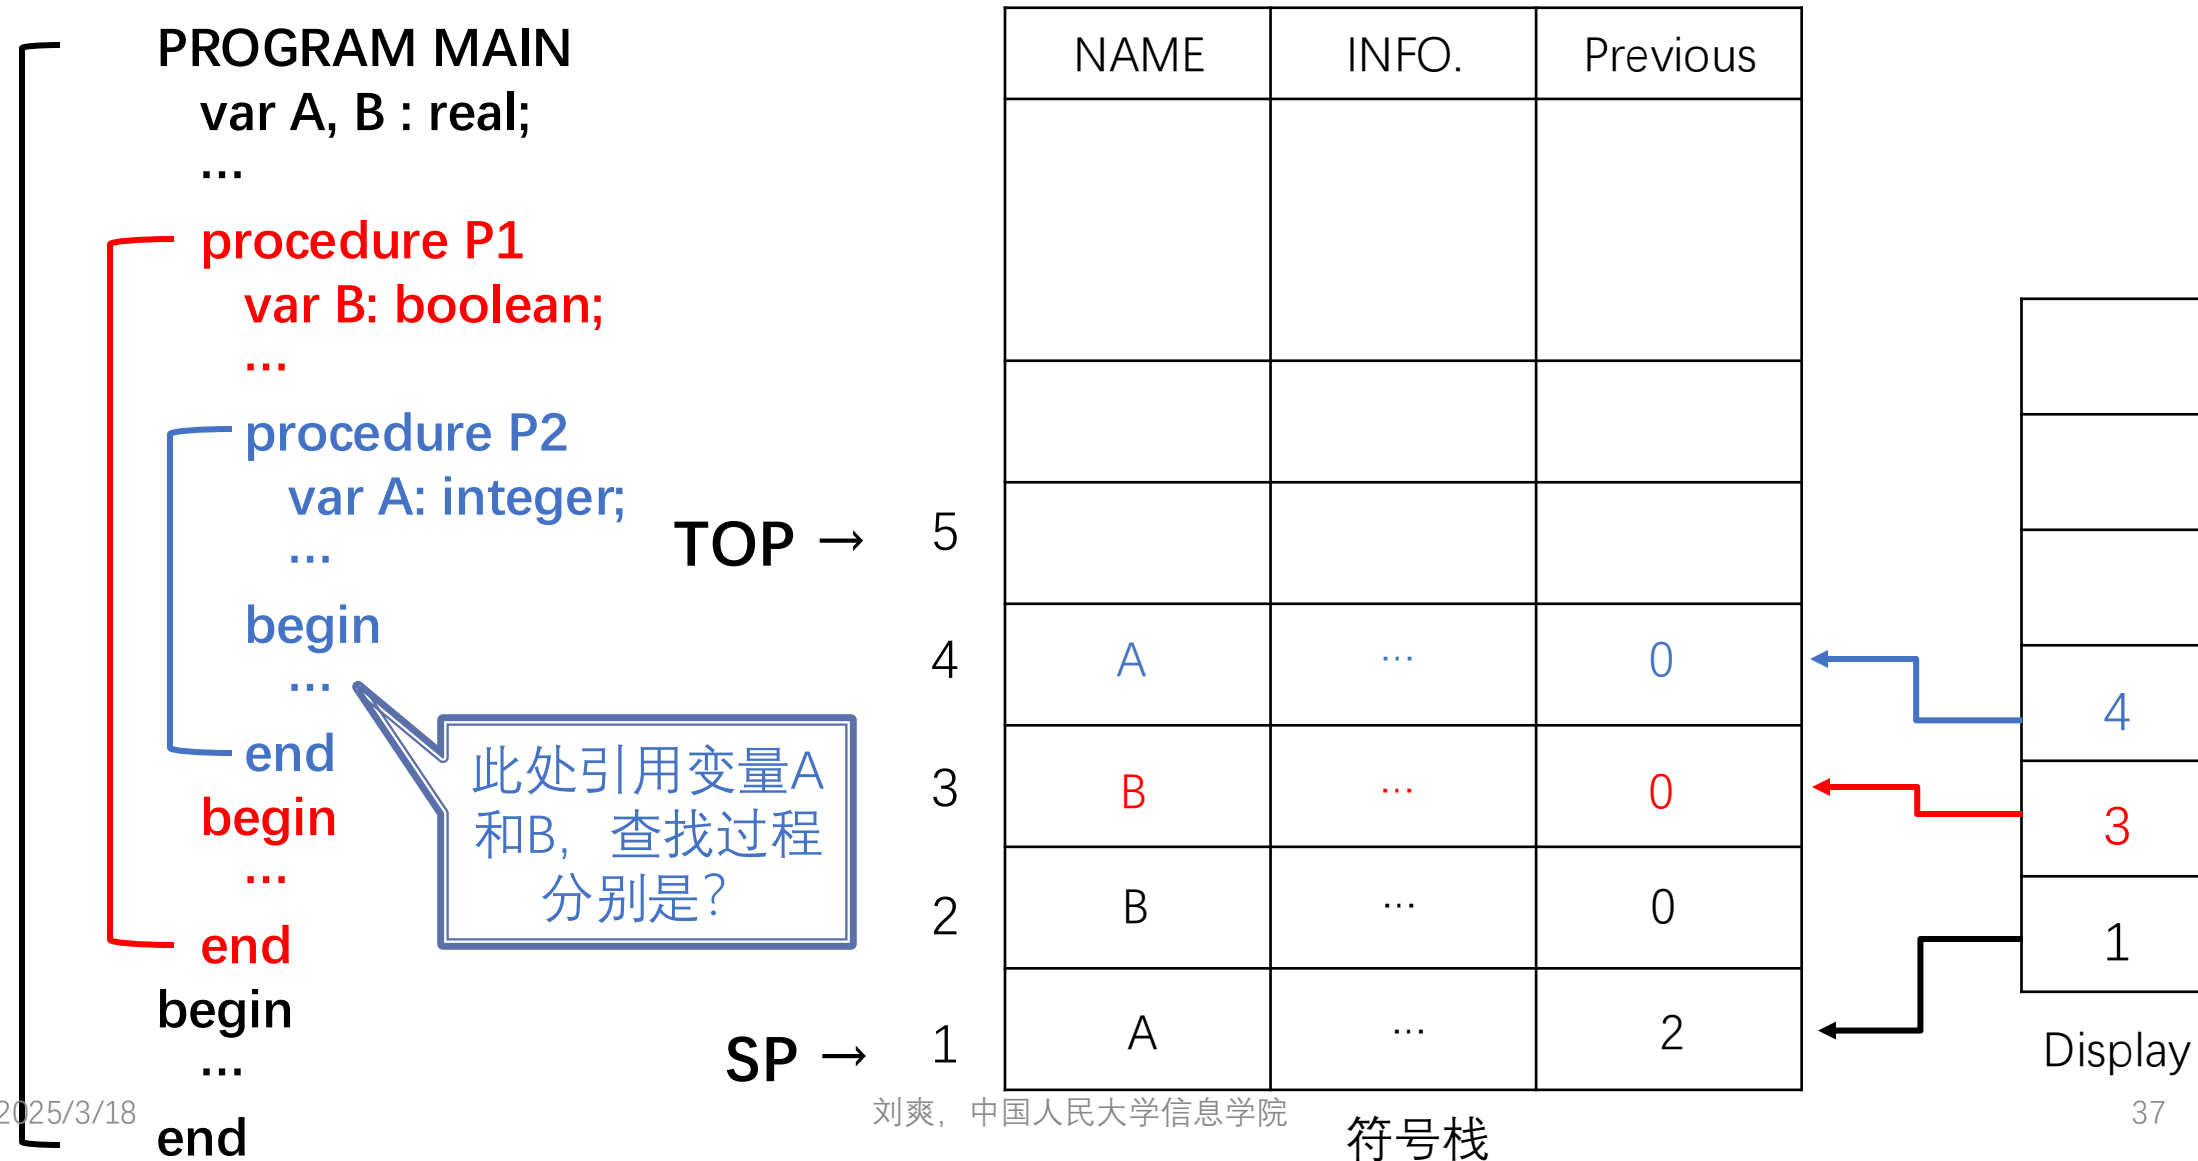 PROGRAM MAIN
var A, B : real;
…
procedure P1
var B: boolean;
…
procedure P2
var A: integer;
…
begin
…
end
begin
…
end
begin
…
end
此处引用变量A
和B，查找过程
分别是？
TOP →
SP →
NAME INFO. Previous
5
4 A … 0
3 B … 0
2 B … 0
1 A … 2
符号栈
4
3
1
Display
2025/3/18
刘爽，中国人民大学信息学院
37